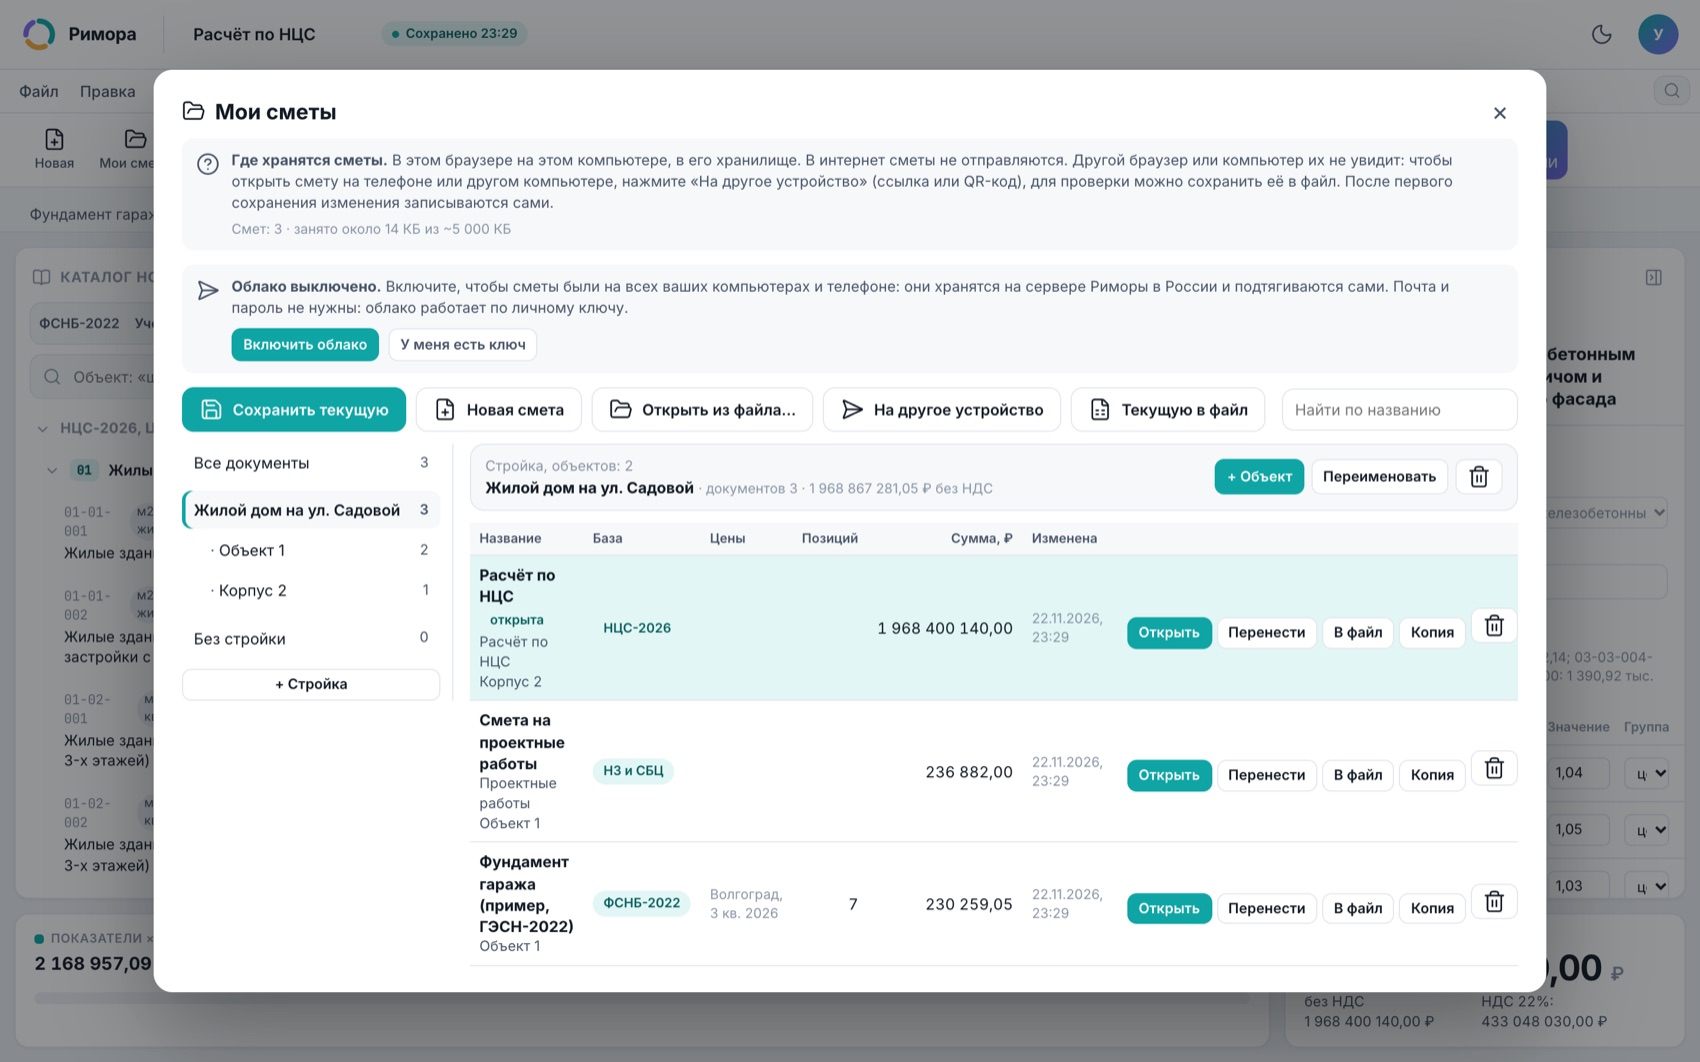 Римора
Расчёт по НЦС
Сохранено 23:29
У
Файл
Правка
Новая
Мои
Фундамент
КАТАЛОГ
ФСНБ-2022
Объект:
НЦС-2026,
01
01-01-001
м2
Жилые
01-01-002
м2
Жилые
застройки с
01-02-001
Жилые
3-х этажей)
01-02-002
Жилые
3-х этажей)
ПОКАЗАТЕЛИ
2 168 957,09
Мои сметы
Где хранятся сметы. В этом браузере на этом компьютере, в его хранилище. В интернет сметы не отправляются. Другой браузер или компьютер их не увидит: чтобы
открыть смету на телефоне или другом компьютере, нажмите «На другое устройство» (ссылка или QR-код), для проверки можно сохранить её в файл. После первого
сохранения изменения записываются сами.
Смет: 3 · занято около 14 КБ из ~5 000 КБ
Облако выключено. Включите, чтобы сметы были на всех ваших компьютерах и телефоне: они хранятся на сервере Риморы в России и подтягиваются сами. Почта и
пароль не нужны: облако работает по личному ключу.
Включить облако
У меня есть ключ
Сохранить текущую
Новая смета
Открыть из файла...
На другое устройство
Текущую в файл
Найти по названию
Все документы 3
Жилой дом на ул. Садовой 3
· Объект 1 2
· Корпус 2 1
Без стройки 0
+ Стройка
Стройка, объектов: 2
Жилой дом на ул. Садовой · документов 3 · 1 968 867 281,05 ₽ без НДС
+ Объект
Переименовать
Название База Цены Позиций Сумма, ₽ Изменена
Расчёт по
НЦС
открыта
Расчёт по
НЦС
Корпус 2
НЦС-2026
1 968 400 140,00
22.11.2026,
23:29
Открыть Перенести В файл Копия
Смета на
проектные
работы
Проектные
работы
Объект 1
НЗ и СБЦ
236 882,00
22.11.2026,
23:29
Открыть Перенести В файл Копия
Фундамент
гаража
(пример,
ГЭСН-2022)
Объект 1
ФСНБ-2022
Волгоград,
3 кв. 2026
7
230 259,05
22.11.2026,
23:29
Открыть Перенести В файл Копия
фасада
03-03-004-
1 390,92 тыс.
Значение Группа
1,04
1,05
1,03
₽
без НДС
1 968 400 140,00 ₽
НДС 22%:
433 048 030,00 ₽